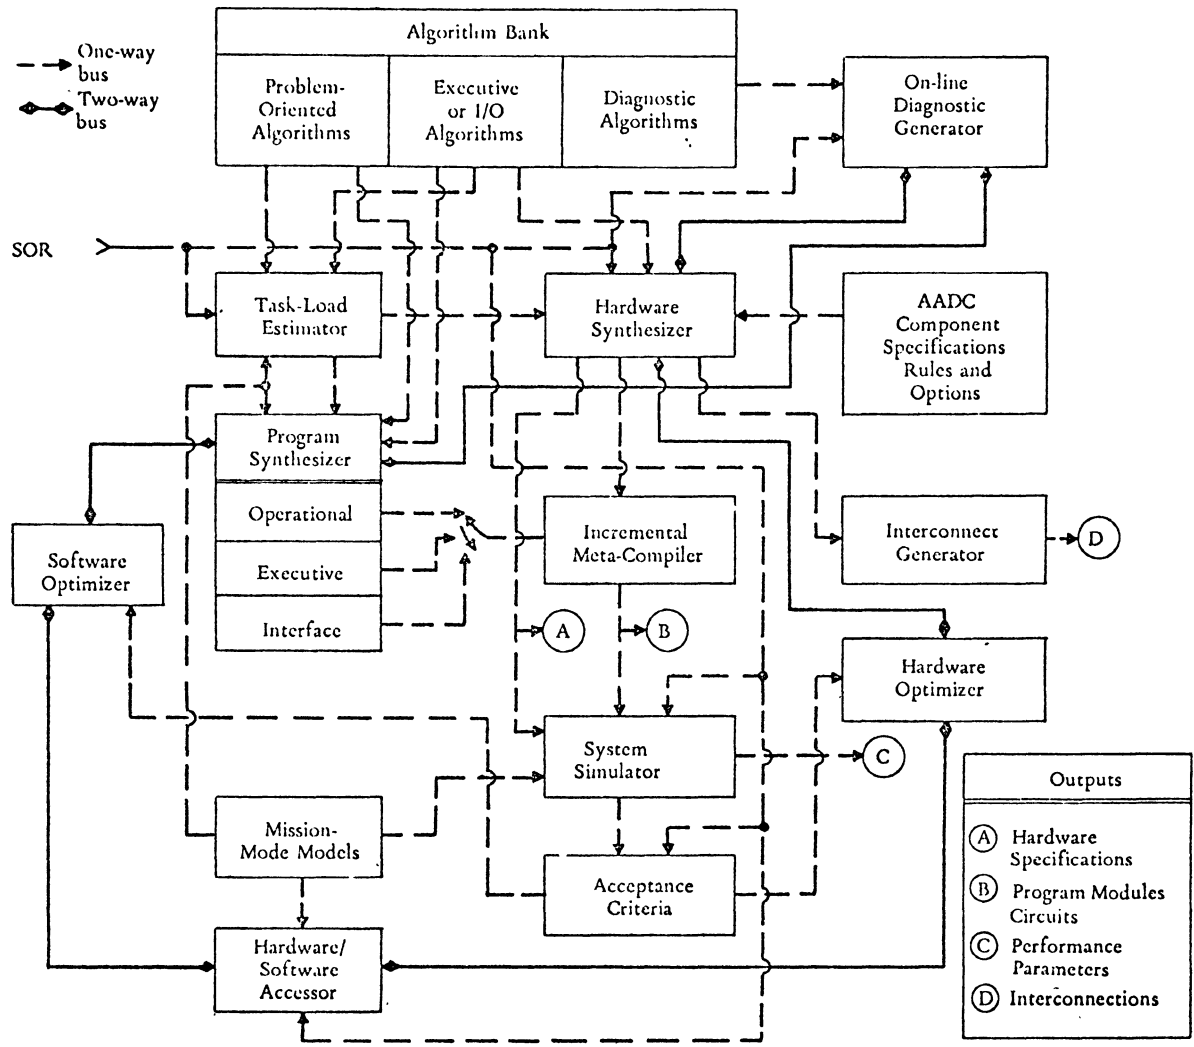 One-way
bus
Two-way
bus
Algorithm Bank
Problem-
Oriented
Algorithms
Executive
or I/O
Algorithms
Diagnostic
Algorithms
On-line
Diagnostic
Generator
SOR
Task-Load
Estimator
Hardware
Synthesizer
AADC
Component
Specifications
Rules and
Options
Program
Synthesizer
Operational
Executive
Interface
Incremental
Meta-Compiler
Interconnect
Generator
D
Software
Optimizer
A
B
Hardware
Optimizer
System
Simulator
C
Mission-
Mode Models
Acceptance
Criteria
Hardware/
Software
Accessor
Outputs
A Hardware
Specifications
B Program Modules
Circuits
C Performance
Parameters
D Interconnections